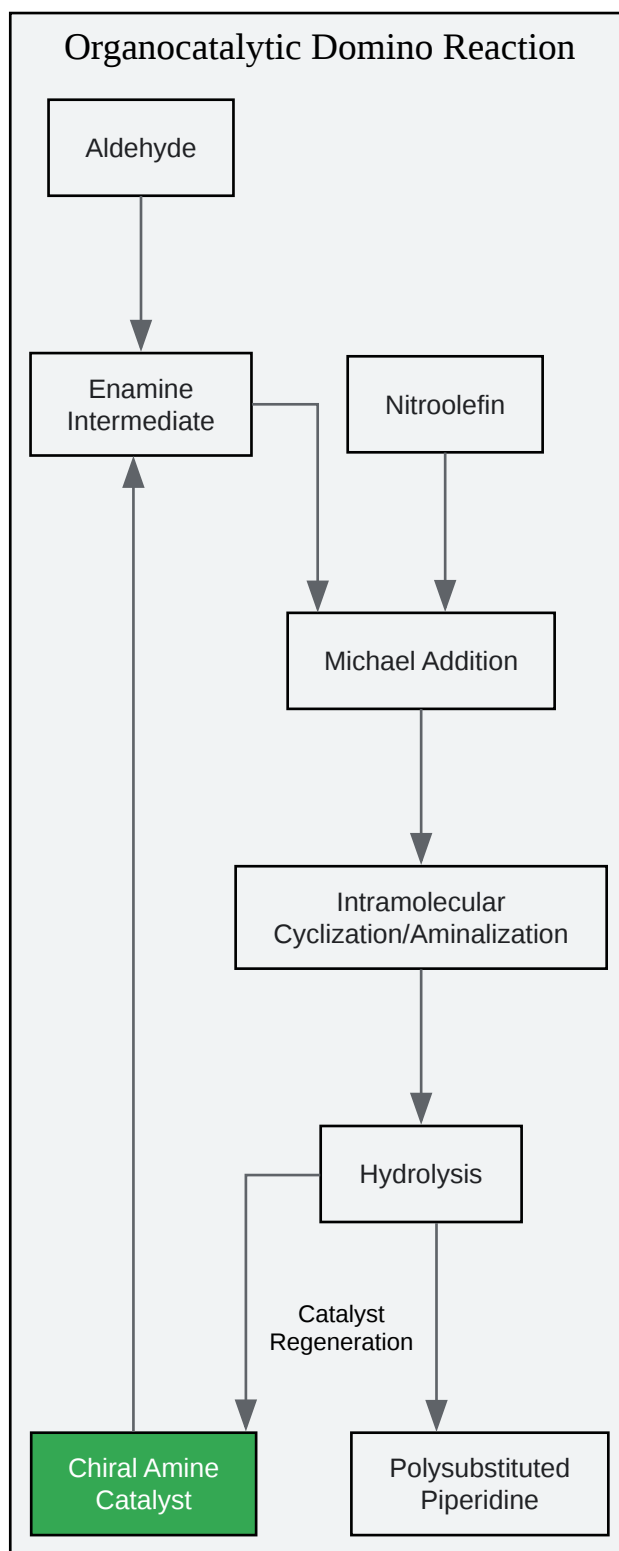 Organocatalytic Domino Reaction
Aldehyde
Enamine
Intermediate
Nitroolefin
Michael Addition
Intramolecular
Cyclization/Aminalization
Hydrolysis
Catalyst
Regeneration
Chiral Amine
Catalyst
Polysubstituted
Piperidine